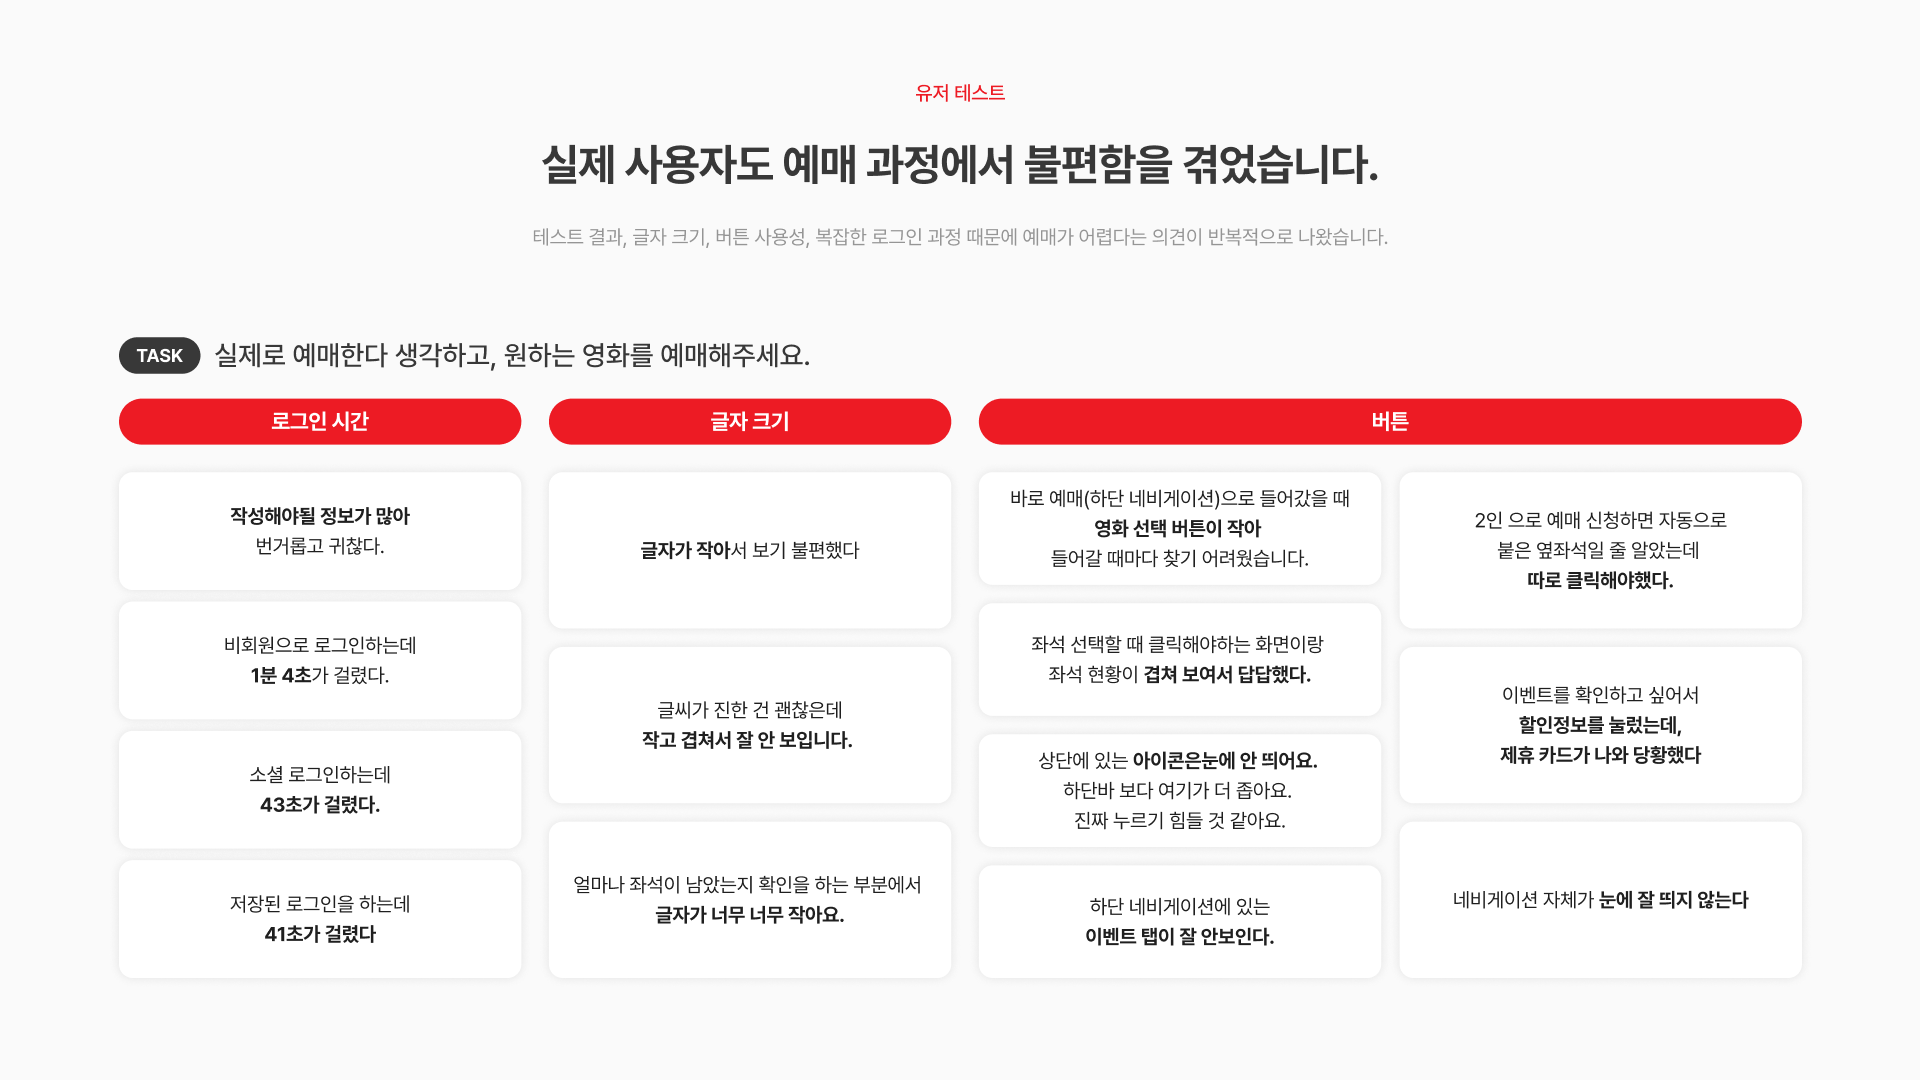 유저 테스트
실제 사용자도 예매 과정에서 불편함을 겪었습니다.
테스트 결과, 글자 크기, 버튼 사용성, 복잡한 로그인 과정 때문에 예매가 어렵다는 의견이 반복적으로 나왔습니다.
TASK 실제로 예매한다 생각하고, 원하는 영화를 예매해주세요.
로그인 시간
작성해야될 정보가 많아
번거롭고 귀찮다.
비회원으로 로그인하는데
1분 4초가 걸렸다.
소셜 로그인하는데
43초가 걸렸다.
저장된 로그인을 하는데
41초가 걸렸다
글자 크기
글자가 작아서 보기 불편했다
글씨가 진한 건 괜찮은데
작고 겹쳐서 잘 안 보입니다.
얼마나 좌석이 남았는지 확인을 하는 부분에서
글자가 너무 너무 작아요.
버튼
바로 예매(하단 네비게이션)으로 들어갔을 때
영화 선택 버튼이 작아
들어갈 때마다 찾기 어려웠습니다.
좌석 선택할 때 클릭해야하는 화면이랑
좌석 현황이 겹쳐 보여서 답답했다.
상단에 있는 아이콘은눈에 안 띄어요.
하단바 보다 여기가 더 좁아요.
진짜 누르기 힘들 것 같아요.
하단 네비게이션에 있는
이벤트 탭이 잘 안보인다.
2인 으로 예매 신청하면 자동으로
붙은 옆좌석일 줄 알았는데
따로 클릭해야했다.
이벤트를 확인하고 싶어서
할인정보를 눌렀는데,
제휴 카드가 나와 당황했다
네비게이션 자체가 눈에 잘 띄지 않는다